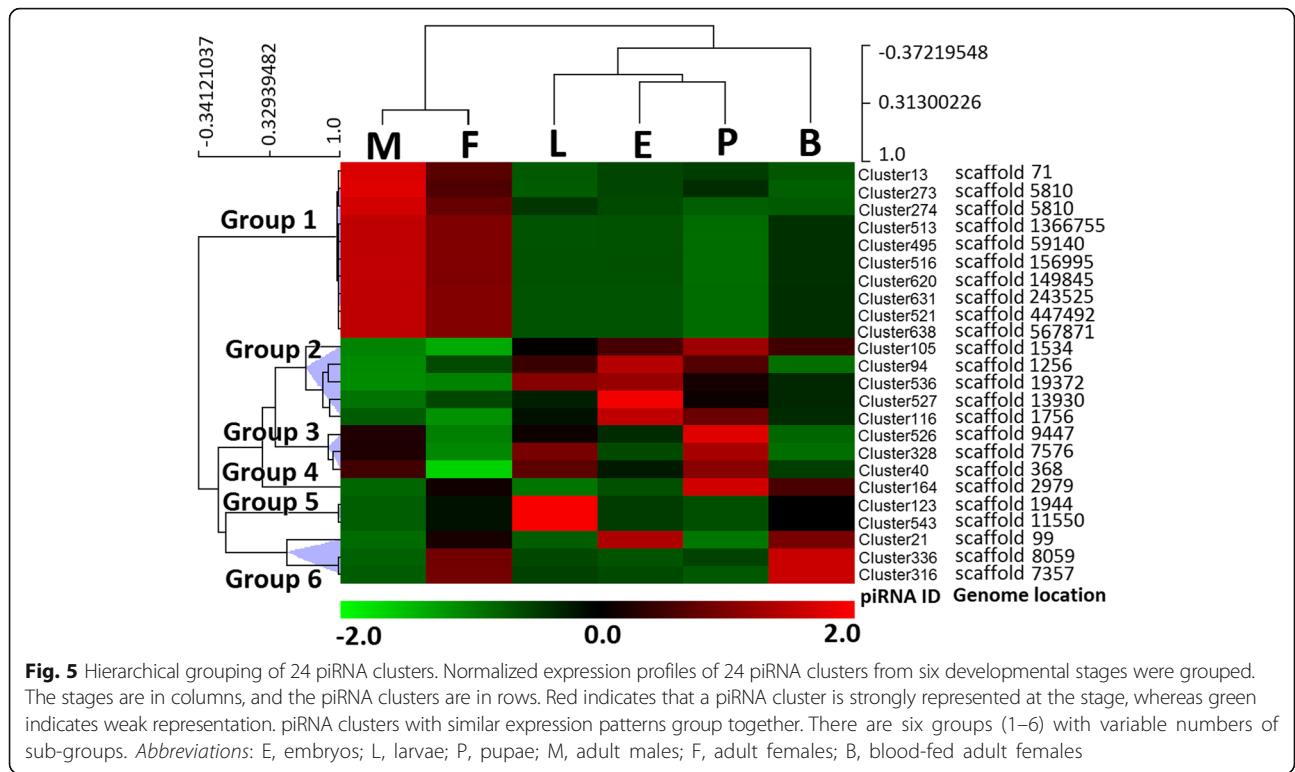 -0.34121037
0.32939482
1.0
-0.37219548
0.31300226
1.0
M F L E P B
Group 1
Group 2
Group 3
Group 4
Group 5
Group 6
Cluster13 scaffold 71
Cluster273 scaffold 5810
Cluster274 scaffold 5810
Cluster513 scaffold 1366755
Cluster495 scaffold 59140
Cluster516 scaffold 156995
Cluster620 scaffold 149845
Cluster631 scaffold 243525
Cluster521 scaffold 447492
Cluster638 scaffold 567871
Cluster105 scaffold 1534
Cluster94 scaffold 1256
Cluster536 scaffold 19372
Cluster527 scaffold 13930
Cluster116 scaffold 1756
Cluster526 scaffold 9447
Cluster328 scaffold 7576
Cluster40 scaffold 368
Cluster164 scaffold 2979
Cluster123 scaffold 1944
Cluster543 scaffold 11550
Cluster21 scaffold 99
Cluster336 scaffold 8059
Cluster316 scaffold 7357
piRNA ID Genome location
-2.0 0.0 2.0
Fig. 5 Hierarchical grouping of 24 piRNA clusters. Normalized expression profiles of 24 piRNA clusters from six developmental stages were grouped.
The stages are in columns, and the piRNA clusters are in rows. Red indicates that a piRNA cluster is strongly represented at the stage, whereas green
indicates weak representation. piRNA clusters with similar expression patterns group together. There are six groups (1–6) with variable numbers of
sub-groups. Abbreviations: E, embryos; L, larvae; P, pupae; M, adult males; F, adult females; B, blood-fed adult females